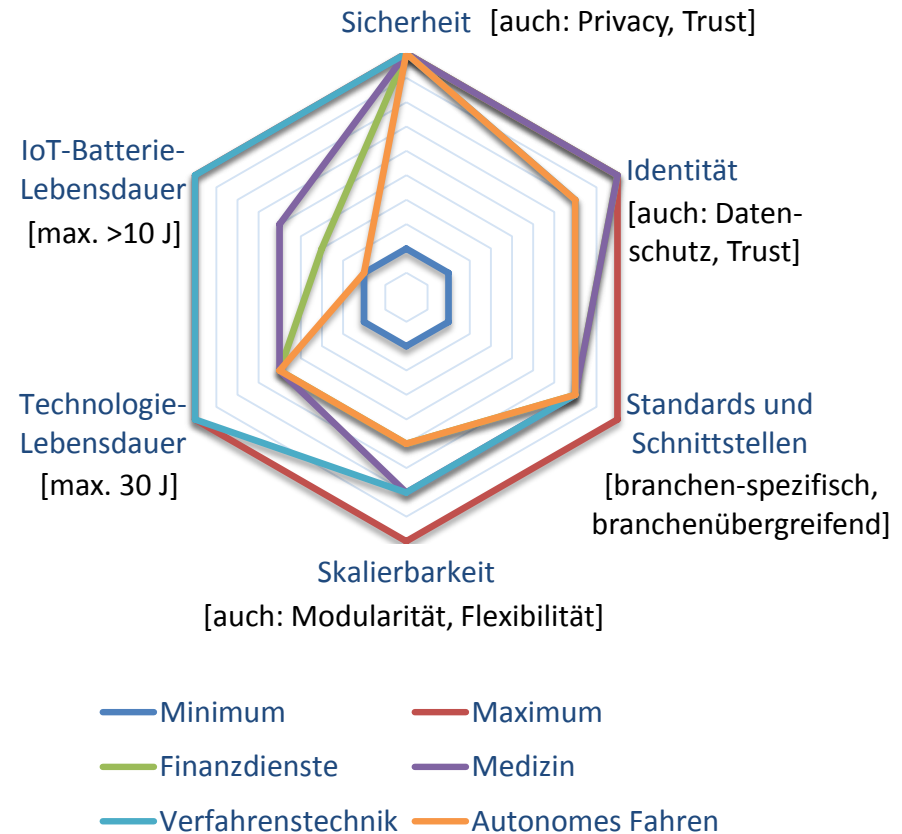 Sicherheit [auch: Privacy, Trust]
IoT-Batterie-
Lebensdauer
[max. >10 J]
Identität
[auch: Daten-
schutz, Trust]
Technologie-
Lebensdauer
[max. 30 J]
Standards und
Schnittstellen
[branchen-spezifisch,
branchenübergreifend]
Skalierbarkeit
[auch: Modularität, Flexibilität]
Minimum
Maximum
Finanzdienste
Medizin
Verfahrenstechnik
Autonomes Fahren